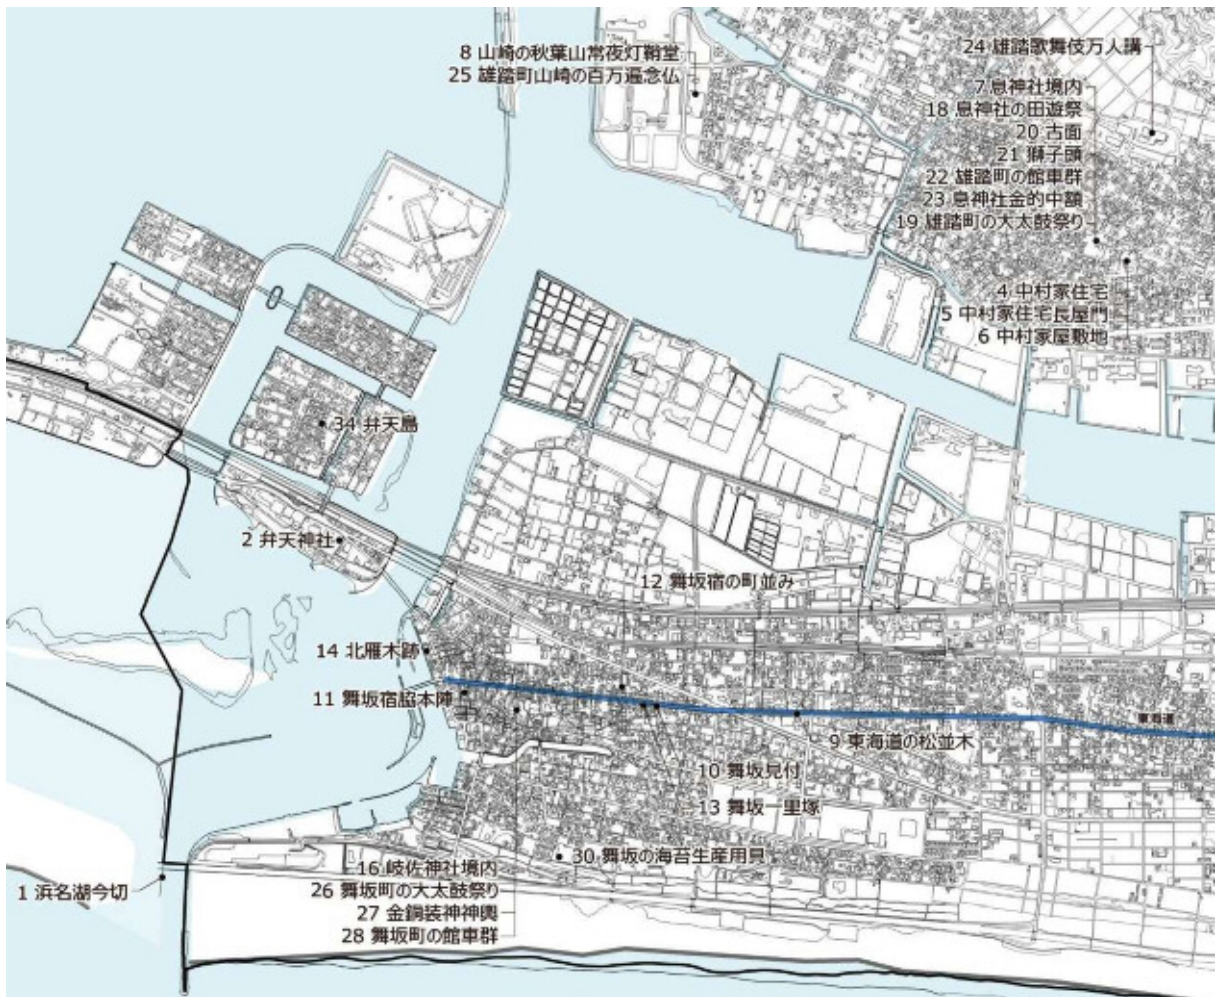 8 山崎の秋葉山常夜灯鞘堂
25 雄踏町山崎の百万遍念仏
24 雄踏歌舞伎万人講
7 息神社境内
18 息神社の田遊祭
20 古面
21 獅子頭
22 雄踏町の館車群
23 息神社金的中額
19 雄踏町の大太鼓祭り
4 中村家住宅
5 中村家住宅長屋門
6 中村家屋敷地
34 弁天島
2 弁天神社
12 舞坂宿の町並み
14 北雁木跡
11 舞坂宿脇本陣
東海道
9 東海道の松並木
10 舞坂見付
13 舞坂一里塚
30 舞坂の海苔生産用具
16 岐佐神社境内
1 浜名湖今切
26 舞坂町の大太鼓祭り
27 金銅装神神輿
28 舞坂町の館車群